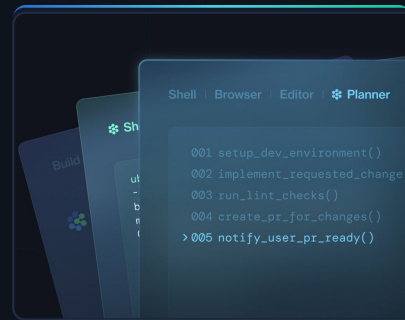 Shell Browser Editor Planner
Sh
Build
001 setup_dev_environment()
002 implement_requested_change
003 run_lint_checks()
004 create_pr_for_changes()
005 notify_user_pr_ready()